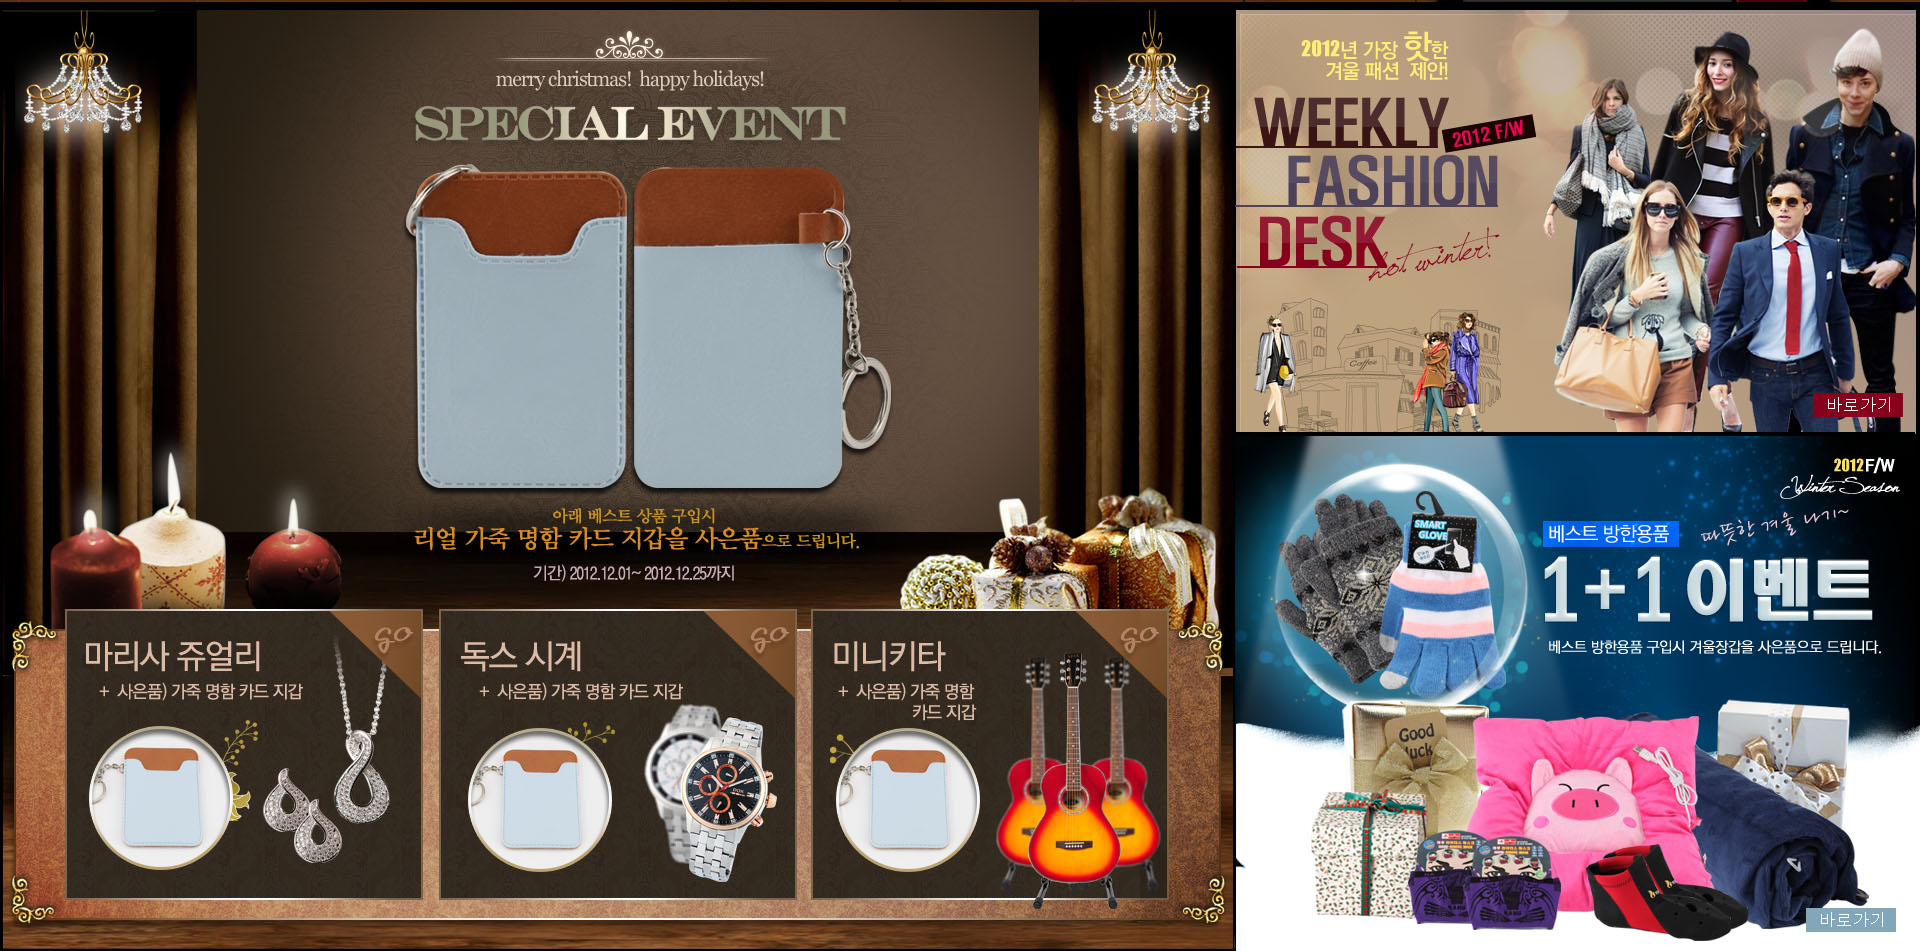 merry christmas! happy holidays!
SPECIAL EVENT
아래 베스트 상품 구입시
리얼 가죽 명함 카드 지갑을 사은품으로 드립니다.
기간) 2012.12.01~ 2012.12.25까지
마리사 쥬얼리
GO
+ 사은품) 가죽 명함 카드 지갑
독스 시계
GO
+ 사은품) 가죽 명함 카드 지갑
미니키타
GO
+ 사은품) 가죽 명함
카드 지갑
2012년 가장 핫한
겨울 패션 제안!
WEEKLY
2012 F/W
FASHION
DESK
hot winter!
Coffee
바로가기
2012 F/W
Winter Season
따뜻한 겨울 나기~
베스트 방한용품
1+1 이벤트
베스트 방한용품 구입시 겨울장갑을 사은품으로 드립니다.
SMART
GLOVE
Good
luck
바로가기